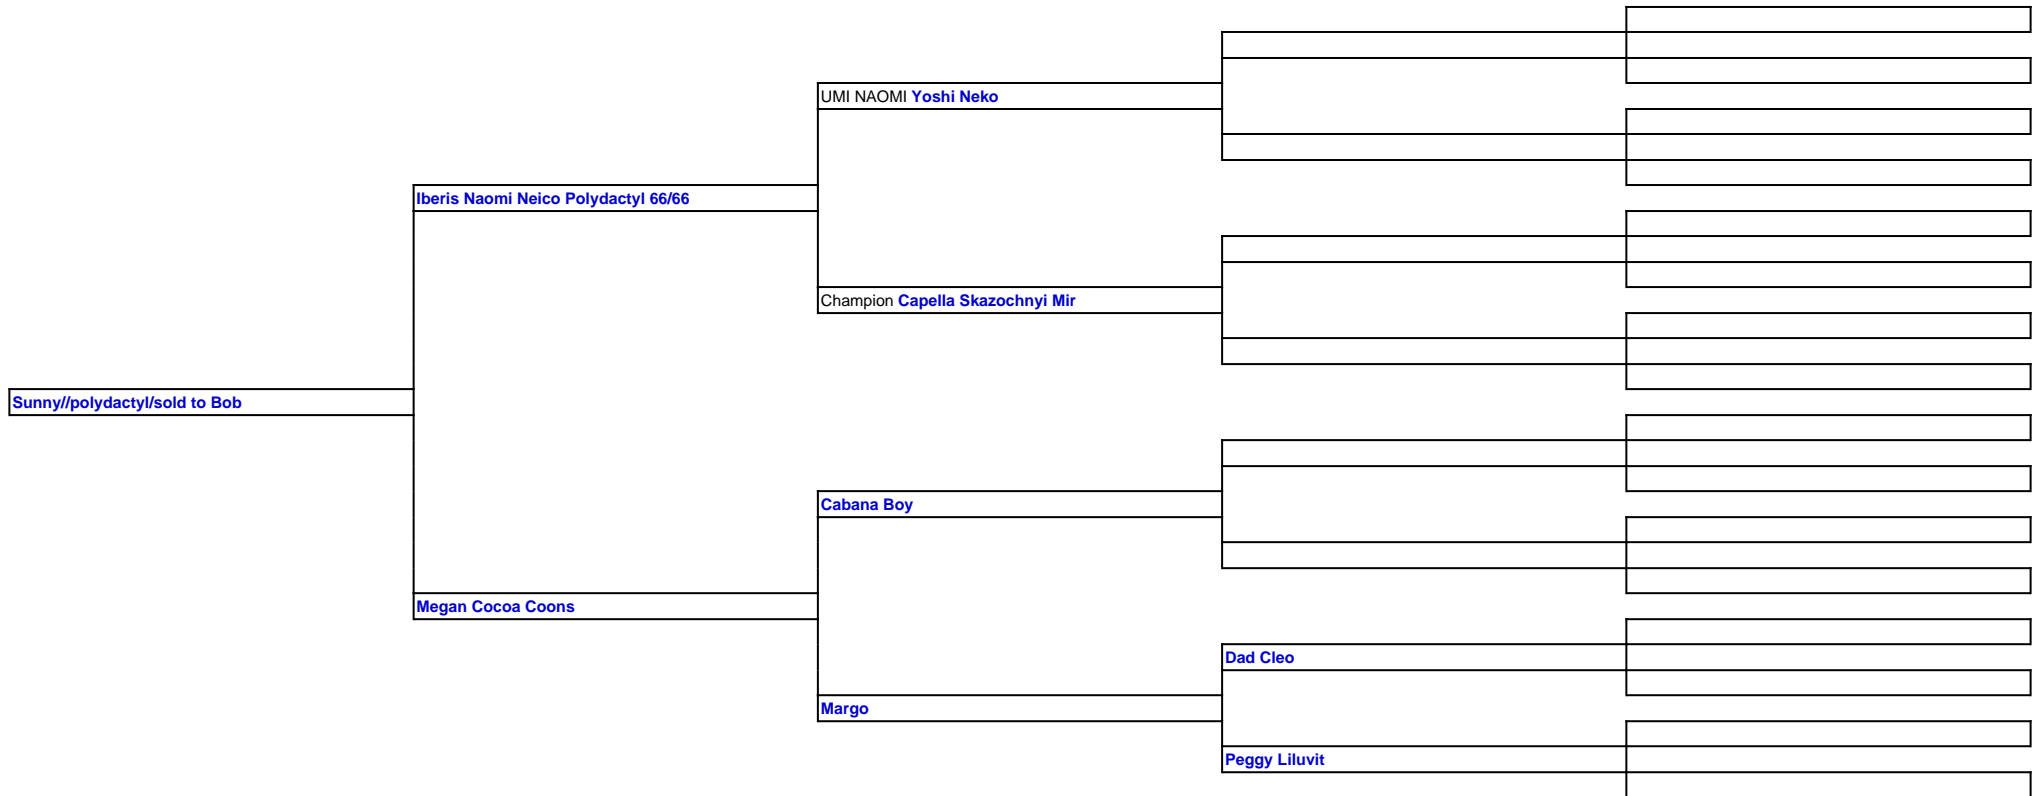 UMI NAOMI Yoshi Neko
Iberis Naomi Neico Polydactyl 66/66
Champion Capella Skazochnyi Mir
Sunny//polydactyl/sold to Bob
Cabana Boy
Megan Cocoa Coons
Dad Cleo
Margo
Peggy Liluvit